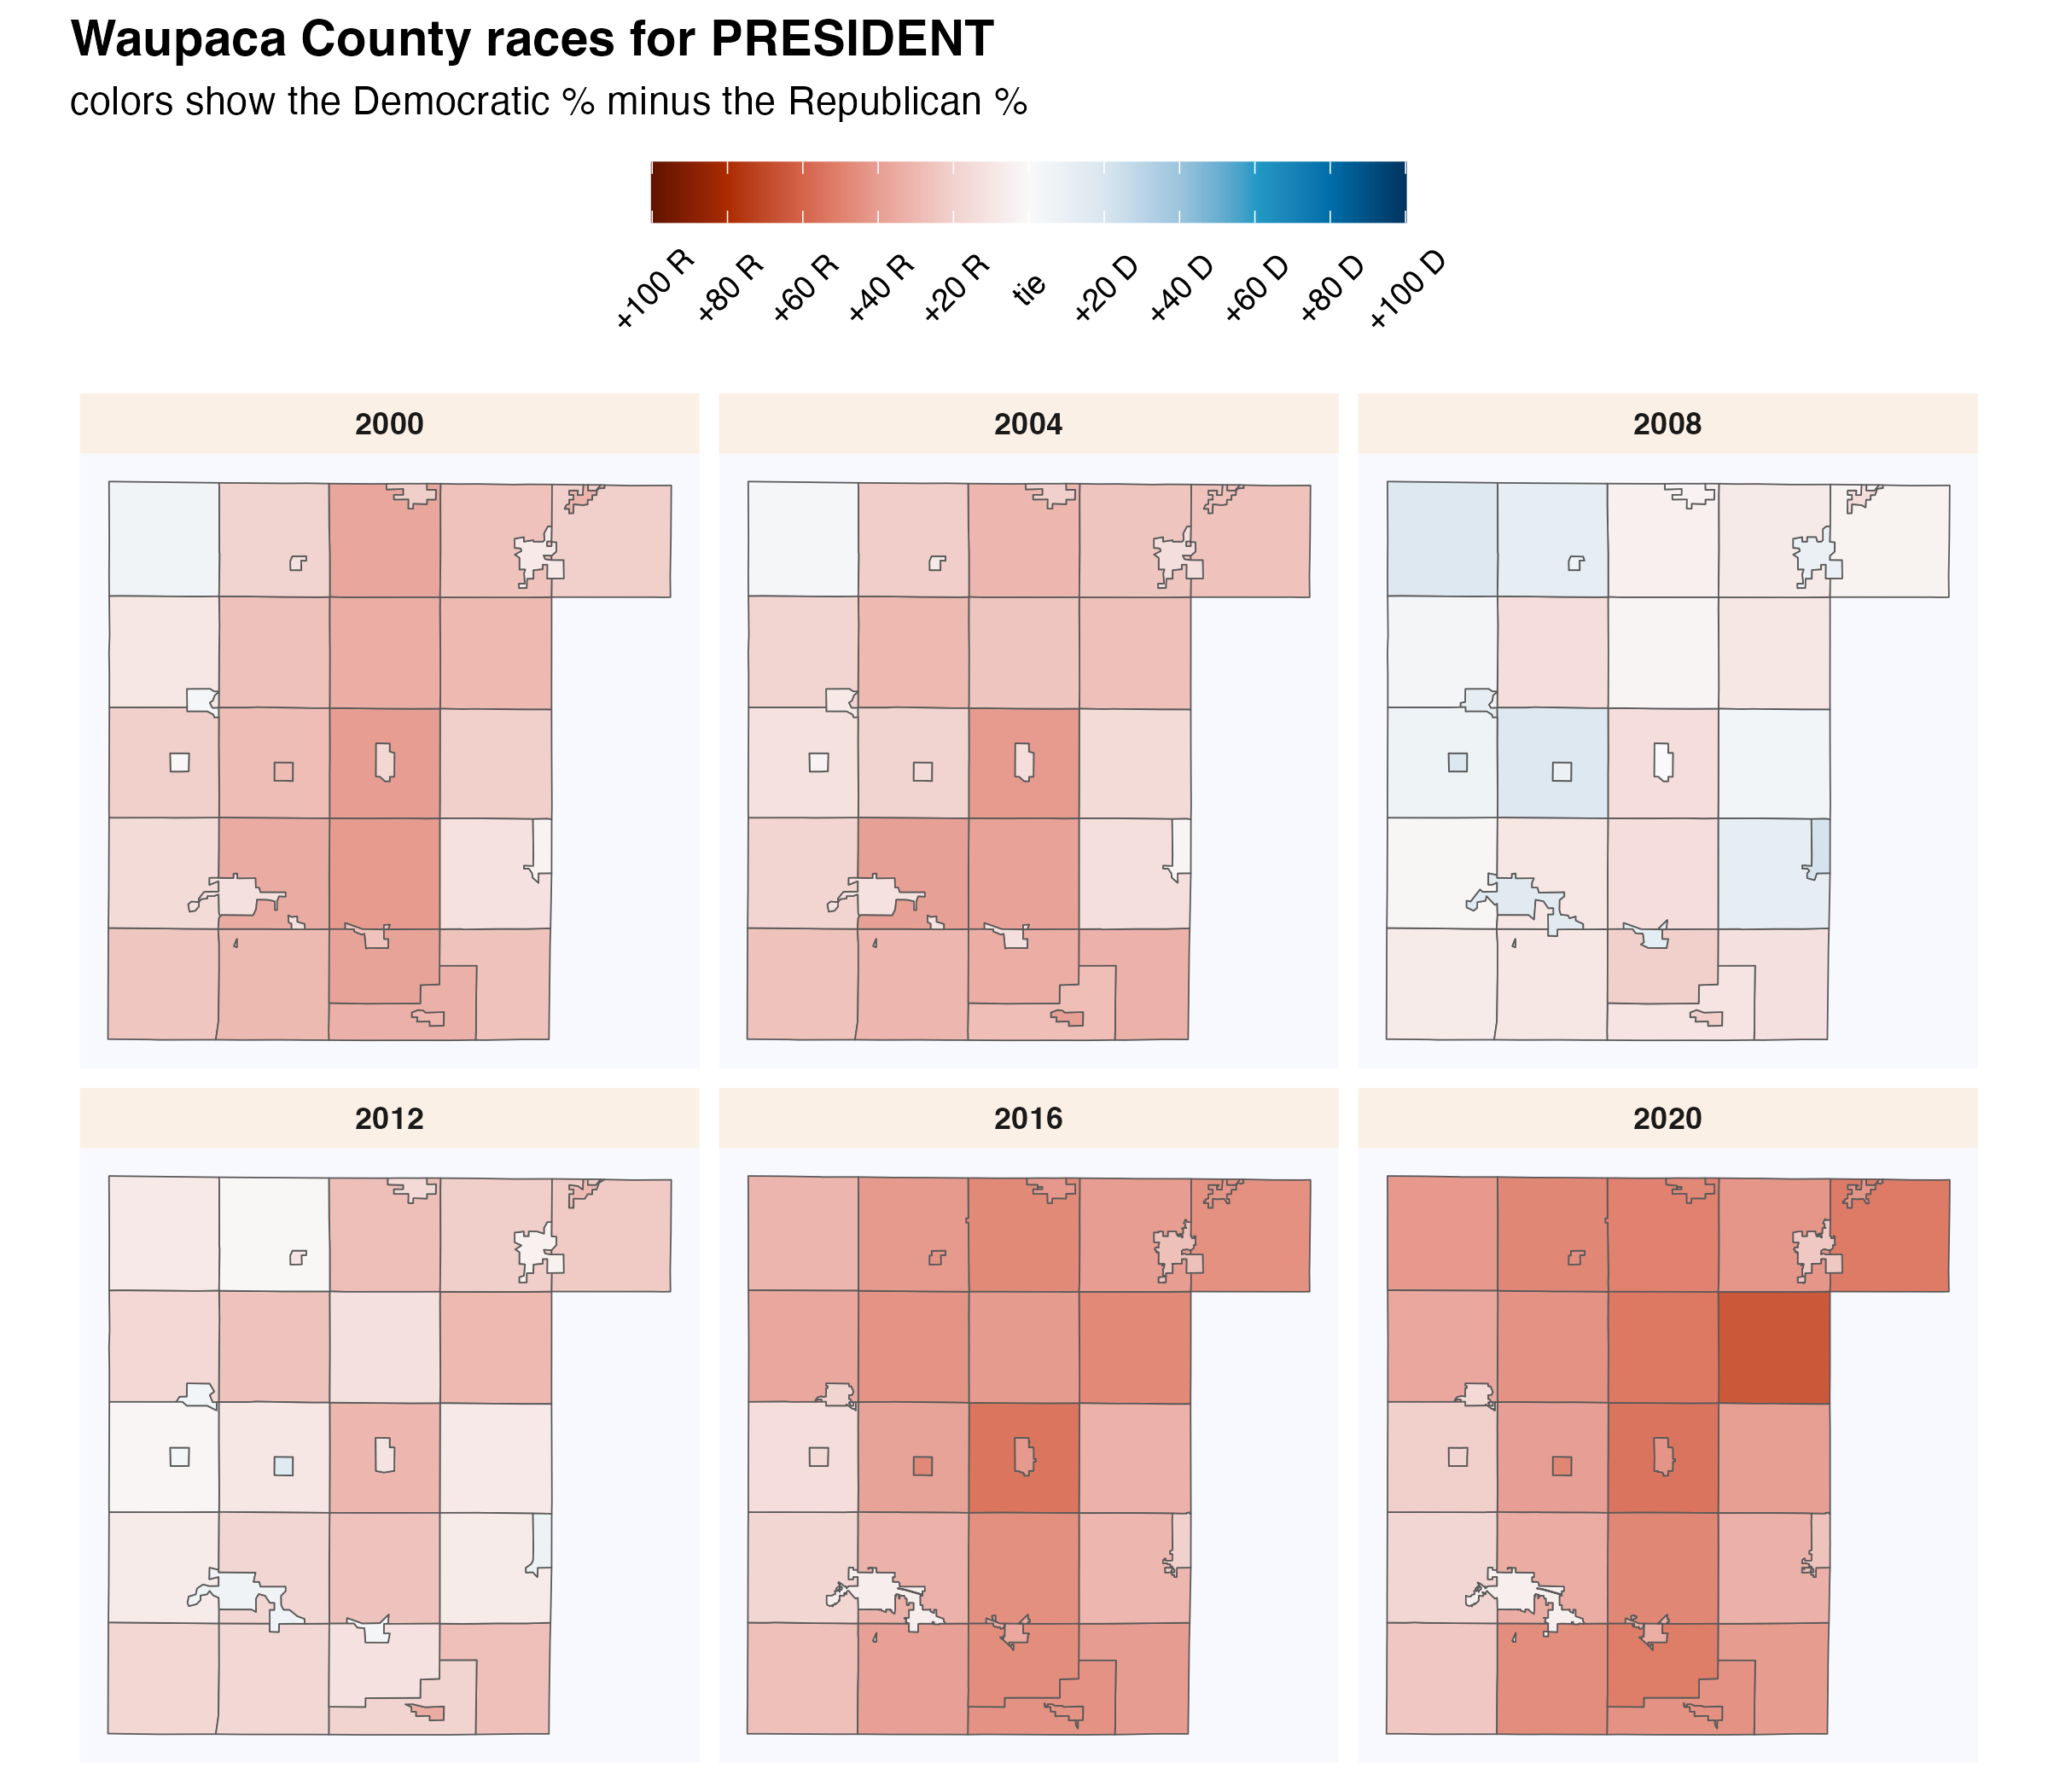 Waupaca County races for PRESIDENT
colors show the Democratic % minus the Republican %
+100 R
+80 R
+60 R
+40 R
+20 R
tie
+20 D
+40 D
+60 D
+80 D
+100 D
2000
2004
2008
2012
2016
2020